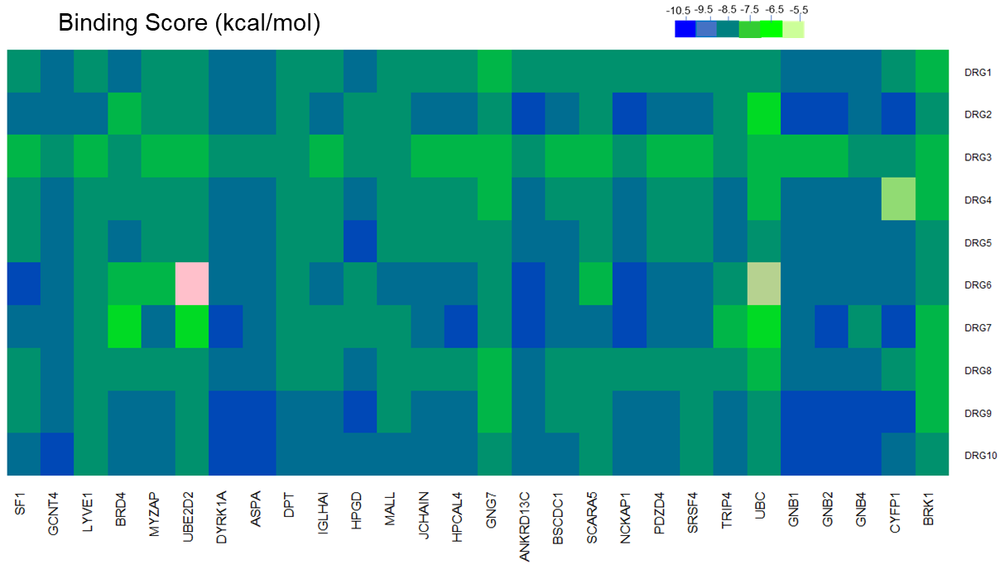 Binding Score (kcal/mol)
-10.5 -9.5 -8.5 -7.5 -6.5 -5.5
DRG1
DRG2
DRG3
DRG4
DRG5
DRG6
DRG7
DRG8
DRG9
DRG10
SF1
GCNT4
LYVE1
BRD4
MYZAP
UBE2D2
DYRK1A
ASPA
DPT
IGLHAI
HPGD
MALL
JCHAIN
HPCAL4
GNG7
ANKRD13C
BSCDC1
SCARA5
NCKAP1
PDZD4
SRSF4
TRIP4
UBC
GNB1
GNB2
GNB4
CYFP1
BRK1